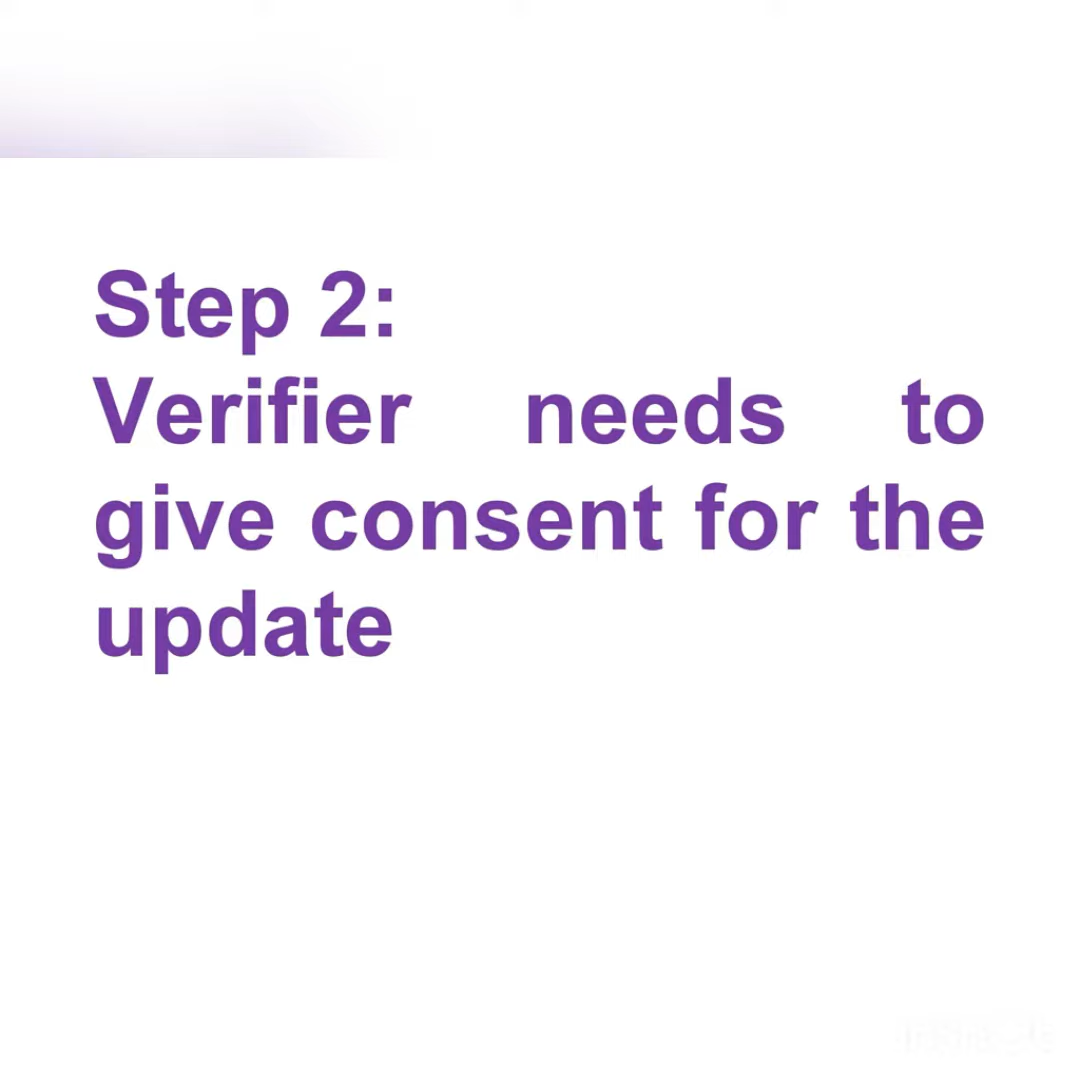 Step 2:
Verifier needs to
give consent for the
update